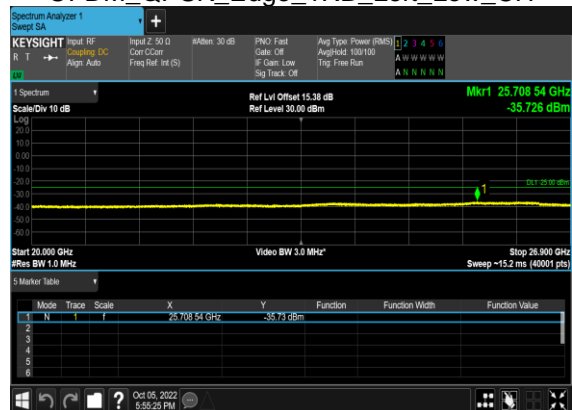 Spectrum Analyzer 1
Swept SA
KEYSIGHT Input: RF Input Z: 50 Ω #Atten: 30 dB PNO: Fast Avg Type: Power (RMS) 1 2 3 4 5 6
R T Coupling: DC Corr CCorr Gate: Off Avg|Hold: 100/100 A W W W W W
Align: Auto Freq Ref: Int (S) IF Gain: Low Trig: Free Run
LXI Sig Track: Off A N N N N N
1 Spectrum Ref Lvl Offset 15.38 dB Mkr1 25.708 54 GHz
Scale/Div 10 dB Ref Level 30.00 dBm -35.726 dBm
Log
20.0
10.0
0.00
-10.0
-20.0 DL1 -25.00 dBm
-30.0 1
-40.0
-50.0
-60.0
Start 20.000 GHz Video BW 3.0 MHz* Stop 26.900 GHz
#Res BW 1.0 MHz Sweep ~15.2 ms (40001 pts)
5 Marker Table
Mode Trace Scale X Y Function Function Width Function Value
1 N 1 f 25.708 54 GHz -35.73 dBm
2
3
4
5
6
? Oct 05, 2022
5:55:25 PM